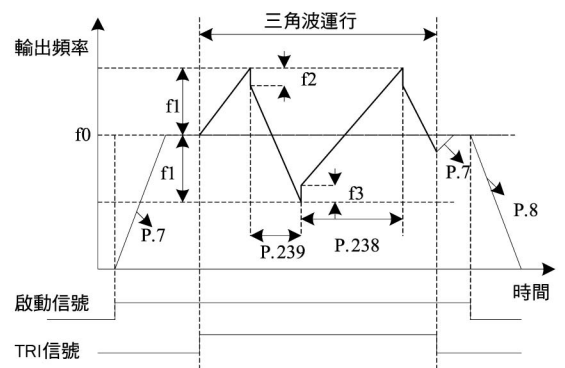 三角波運行
輸出頻率
f1
f2
f0
f1
f3
P.7
P.7
P.8
P.239
P.238
時間
啟動信號
TRI信號